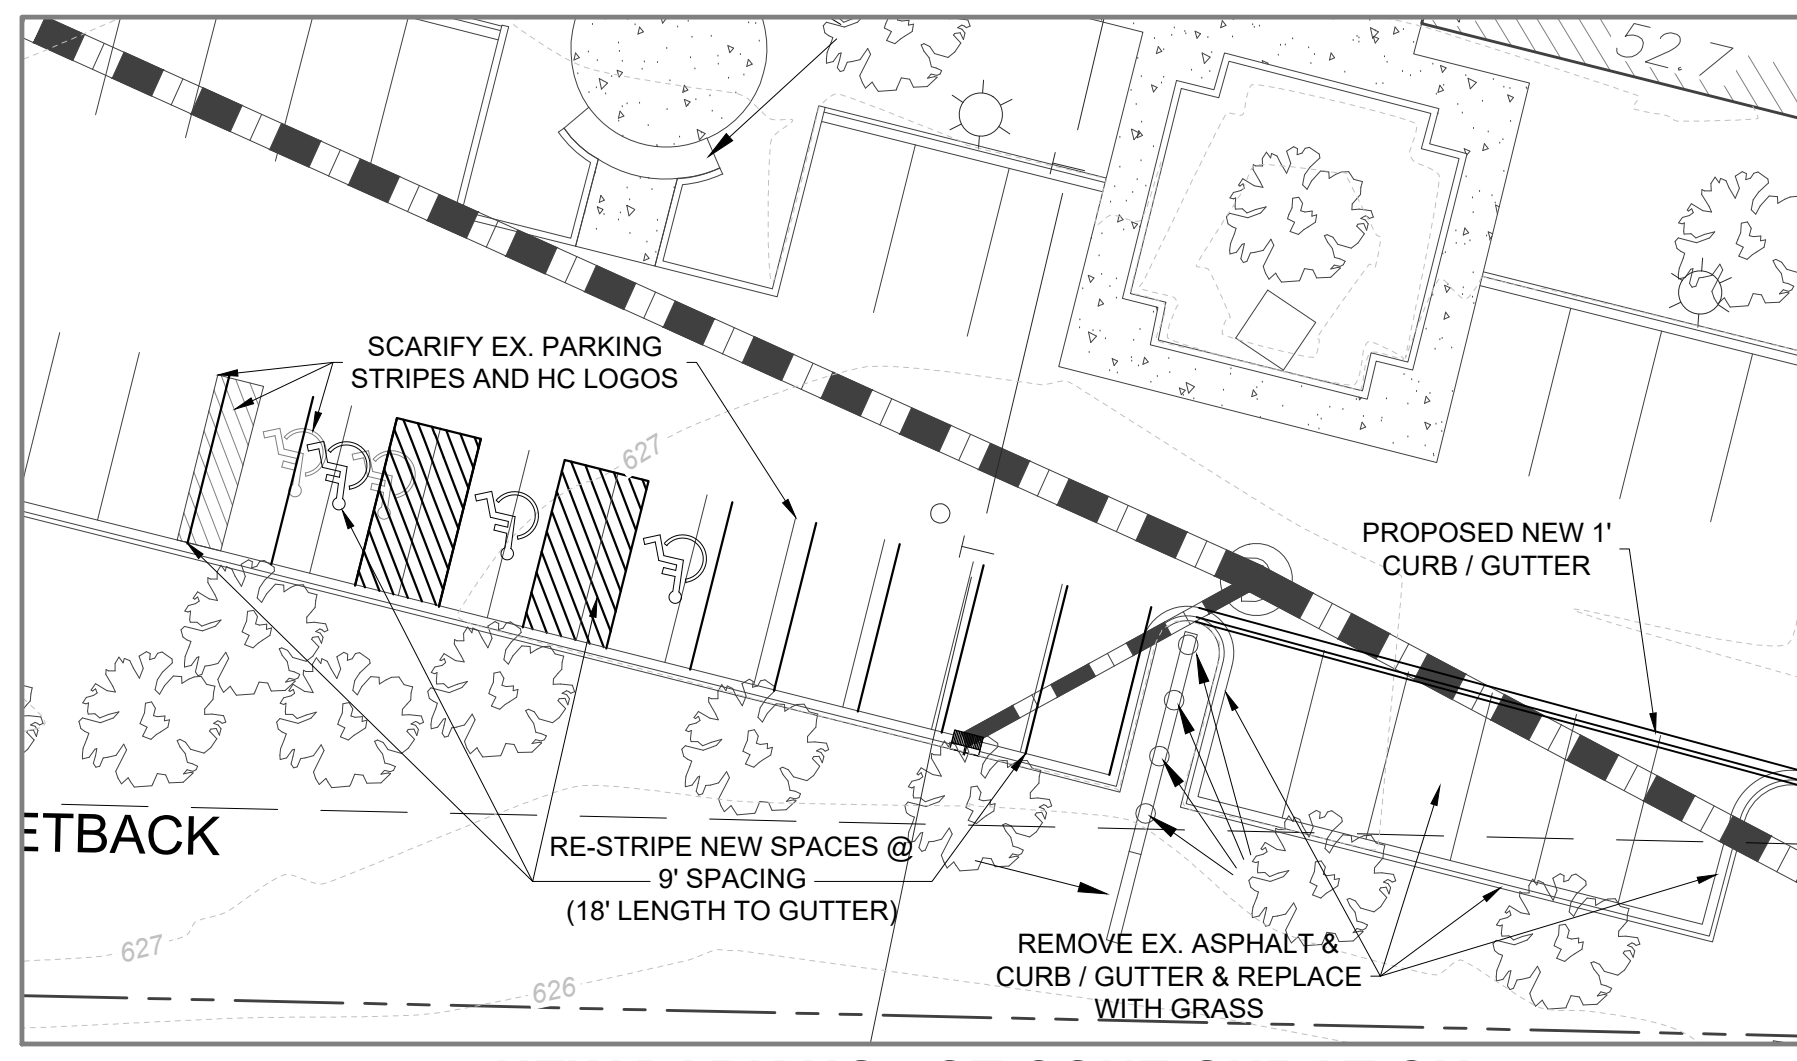 52.7
SCARIFY EX. PARKING
STRIPES AND HC LOGOS
627
PROPOSED NEW 1'
CURB / GUTTER
ETBACK
RE-STRIPE NEW SPACES @
9' SPACING
(18' LENGTH TO GUTTER)
627
626
REMOVE EX. ASPHALT &
CURB / GUTTER & REPLACE
WITH GRASS